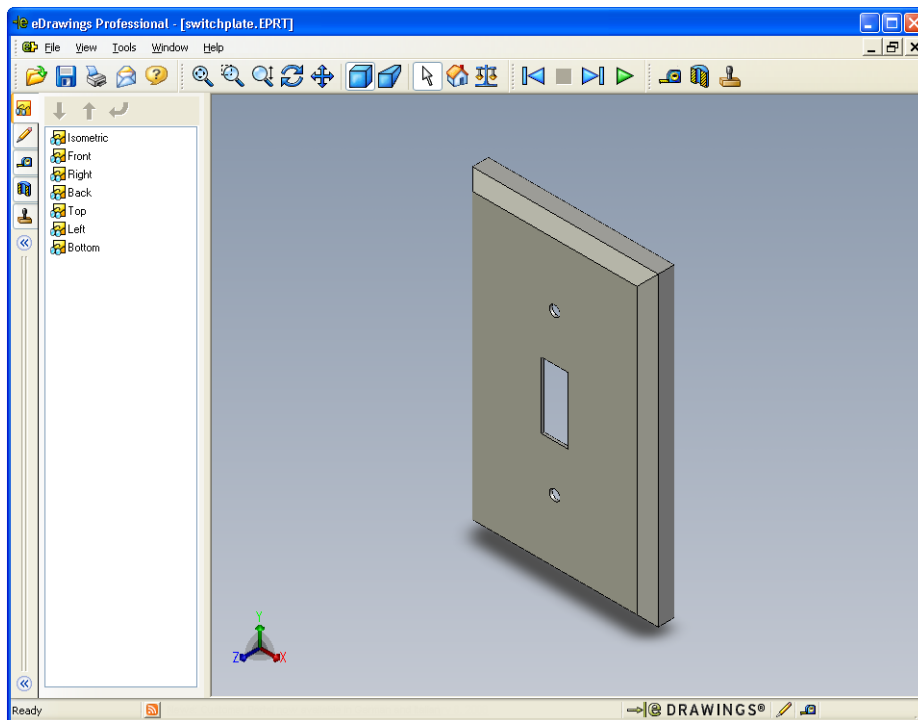 eDrawings Professional - [switchplate.EPRT]
File View Tools Window Help
Isometric
Front
Right
Back
Top
Left
Bottom
Y
Z X
Ready
e DRAWINGS®